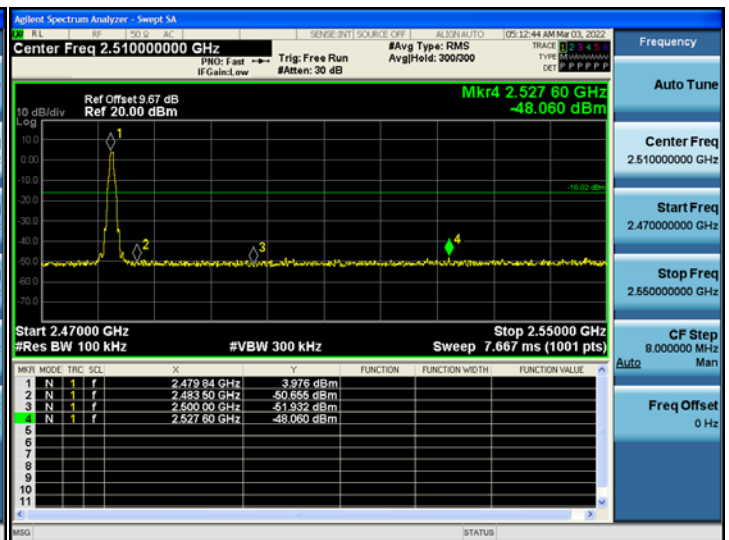 Agilent Spectrum Analyzer - Swept SA
RL RF 50 Ω AC SENSE:INT SOURCE OFF ALIGN AUTO 05:12:44 AM Mar 03, 2022
Center Freq 2.510000000 GHz #Avg Type: RMS TRACE 1 2 3 4 5 6
PNO: Fast Trig: Free Run Avg|Hold: 300/300 TYPE M
IFGain:Low #Atten: 30 dB DET P P P P P P
Mkr4 2.527 60 GHz
-48.060 dBm
Ref Offset 9.67 dB
10 dB/div Ref 20.00 dBm
Log
1
10.0
0.00
-10.0
-16.02 dBm
-20.0
-30.0
-40.0
2 3 4
-50.0
-60.0
-70.0
Start 2.47000 GHz Stop 2.55000 GHz
#Res BW 100 kHz #VBW 300 kHz Sweep 7.667 ms (1001 pts)
MKR MODE TRC SCL X Y FUNCTION FUNCTION WIDTH FUNCTION VALUE
1 N 1 f 2.479 84 GHz 3.976 dBm
2 N 1 f 2.483 50 GHz -50.655 dBm
3 N 1 f 2.500 00 GHz -51.932 dBm
4 N 1 f 2.527 60 GHz -48.060 dBm
5
6
7
8
9
10
11
MSG STATUS
Frequency
Auto Tune
Center Freq
2.510000000 GHz
Start Freq
2.470000000 GHz
Stop Freq
2.550000000 GHz
CF Step
8.000000 MHz
Auto Man
Freq Offset
0 Hz